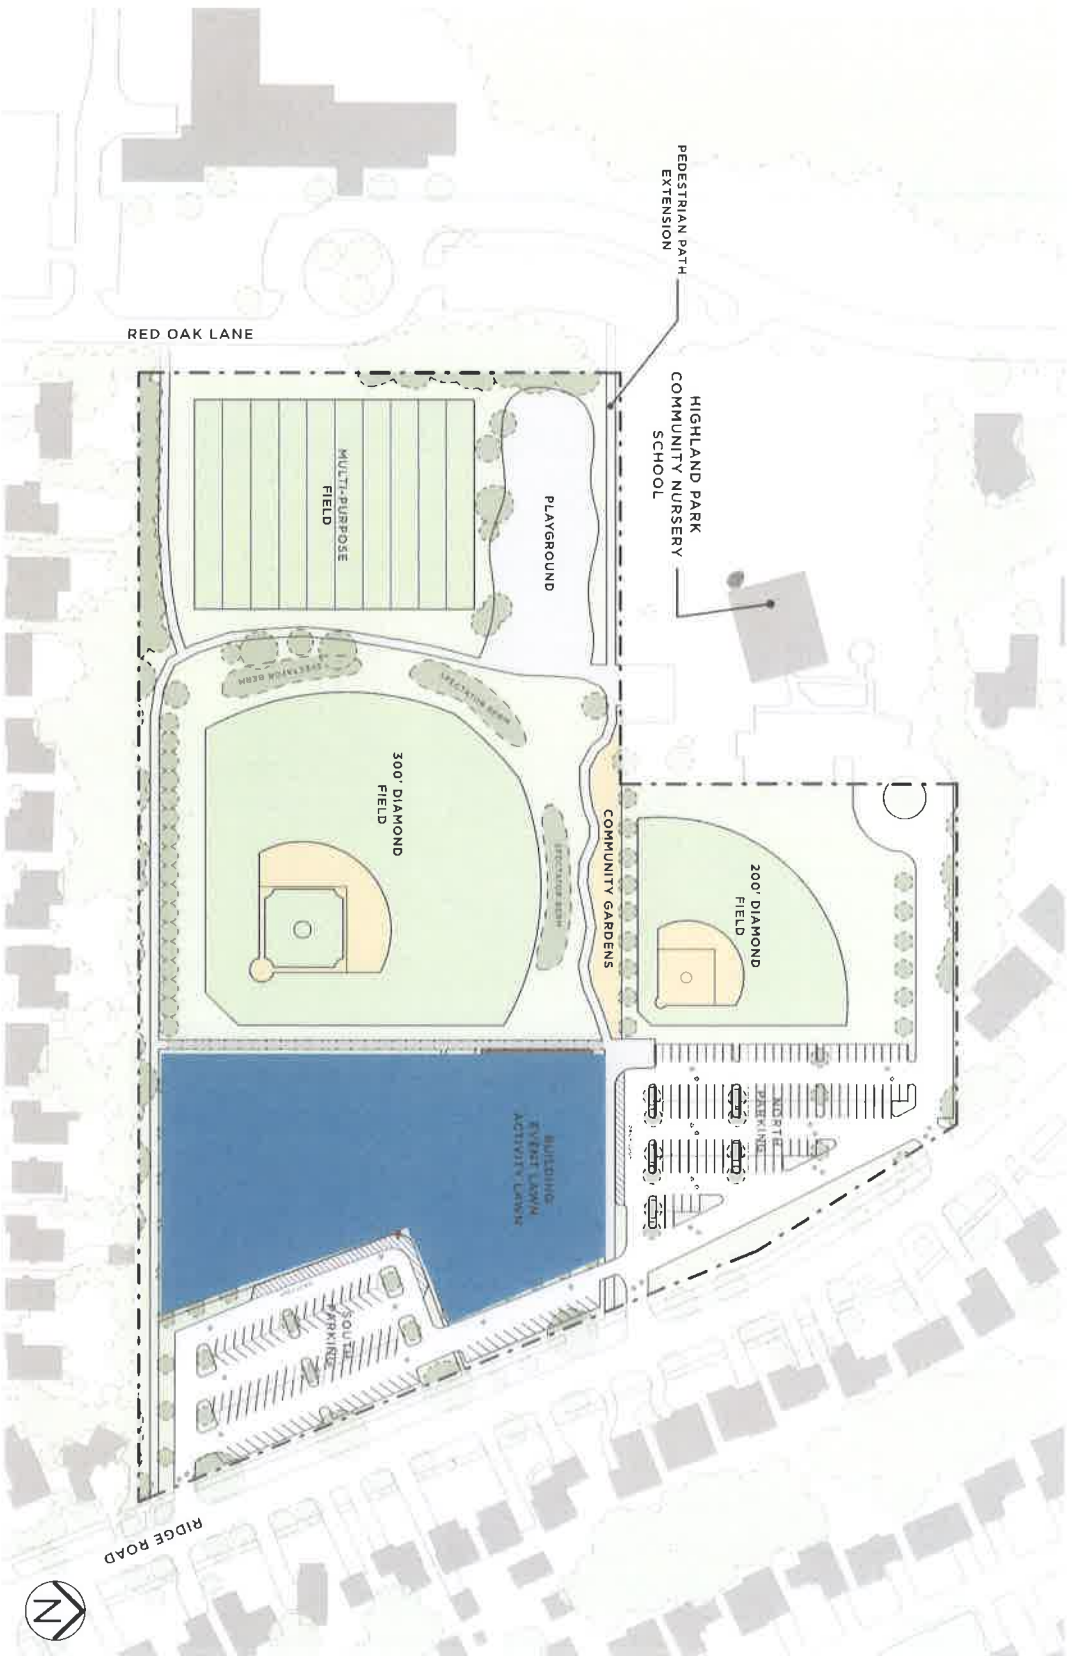 PEDESTRIAN PATH
EXTENSION
RED OAK LANE
HIGHLAND PARK
COMMUNITY NURSERY
SCHOOL
MULTI-PURPOSE
FIELD
PLAYGROUND
SPECTATOR BERM
SPECTATOR BERM
300' DIAMOND
FIELD
SPECTATOR BERM
COMMUNITY GARDENS
200' DIAMOND
FIELD
NORTH
PARKING
BUILDING
EVENT LAWN
ACTIVITY LAWN
SOUTH
PARKING
RIDGE ROAD
N